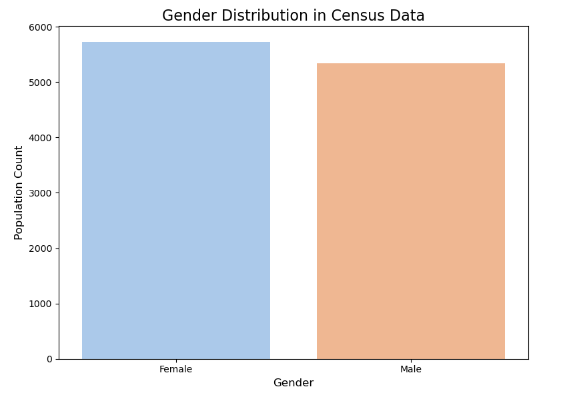 Gender Distribution in Census Data
6000
5000
4000
3000
2000
1000
0
Population Count
Female Male
Gender